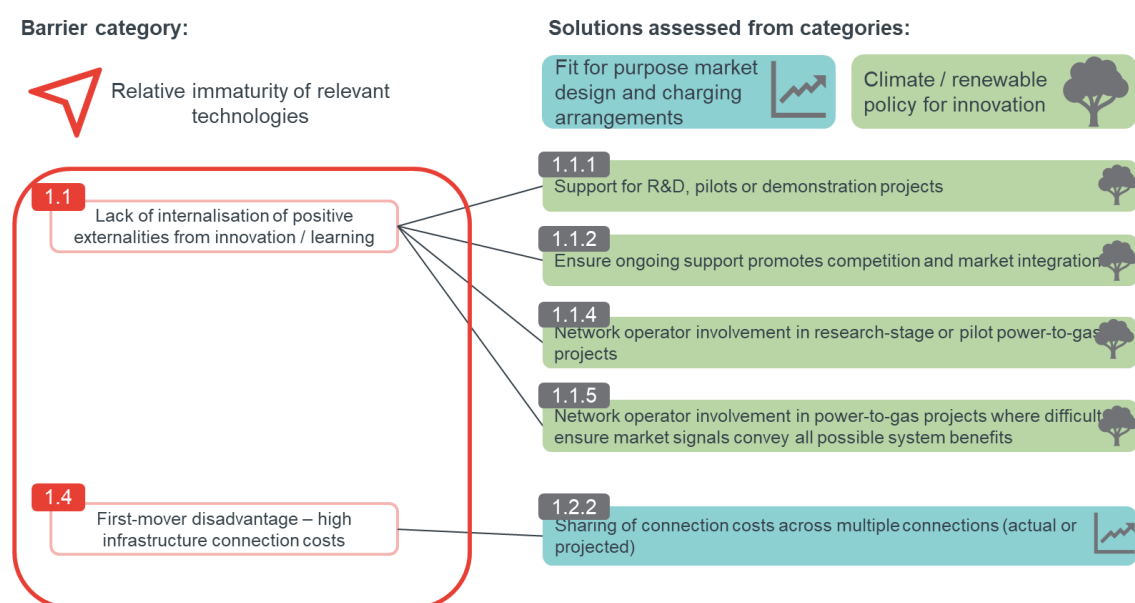 Barrier category:
Solutions assessed from categories:
Relative immaturity of relevant
technologies
Fit for purpose market
design and charging
arrangements
Climate / renewable
policy for innovation
1.1
Lack of internalisation of positive
externalities from innovation / learning
1.1.1
Support for R&D, pilots or demonstration projects
1.1.2
Ensure ongoing support promotes competition and market integration
1.1.4
Network operator involvement in research-stage or pilot power-to-gas
projects
1.1.5
Network operator involvement in power-to-gas projects where difficult
ensure market signals convey all possible system benefits
1.4
First-mover disadvantage – high
infrastructure connection costs
1.2.2
Sharing of connection costs across multiple connections (actual or
projected)